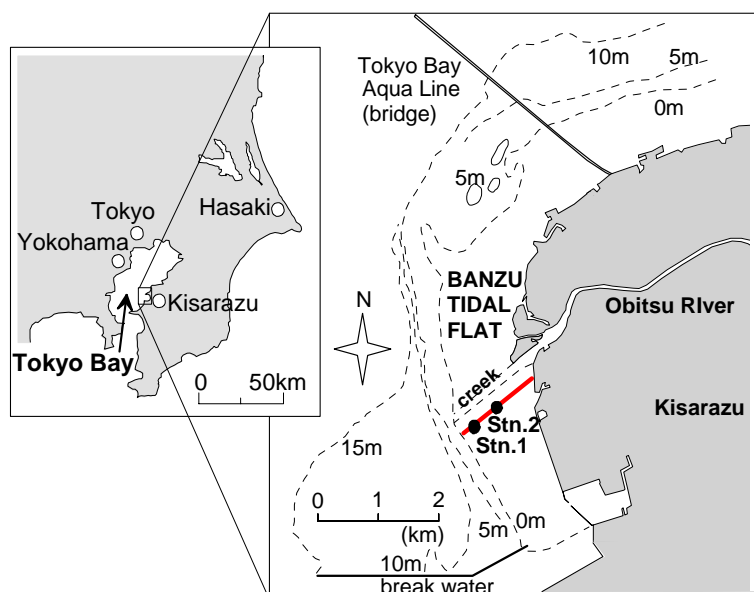 Tokyo
Yokohama
Hasaki
Kisarazu
Tokyo Bay
0 50km
Tokyo Bay
Aqua Line
(bridge)
10m
5m
0m
5m
BANZU
TIDAL
FLAT
N
Obitsu RIver
creek
Kisarazu
Stn.2
Stn.1
15m
0 1 2
(km)
5m
0m
10m
break water